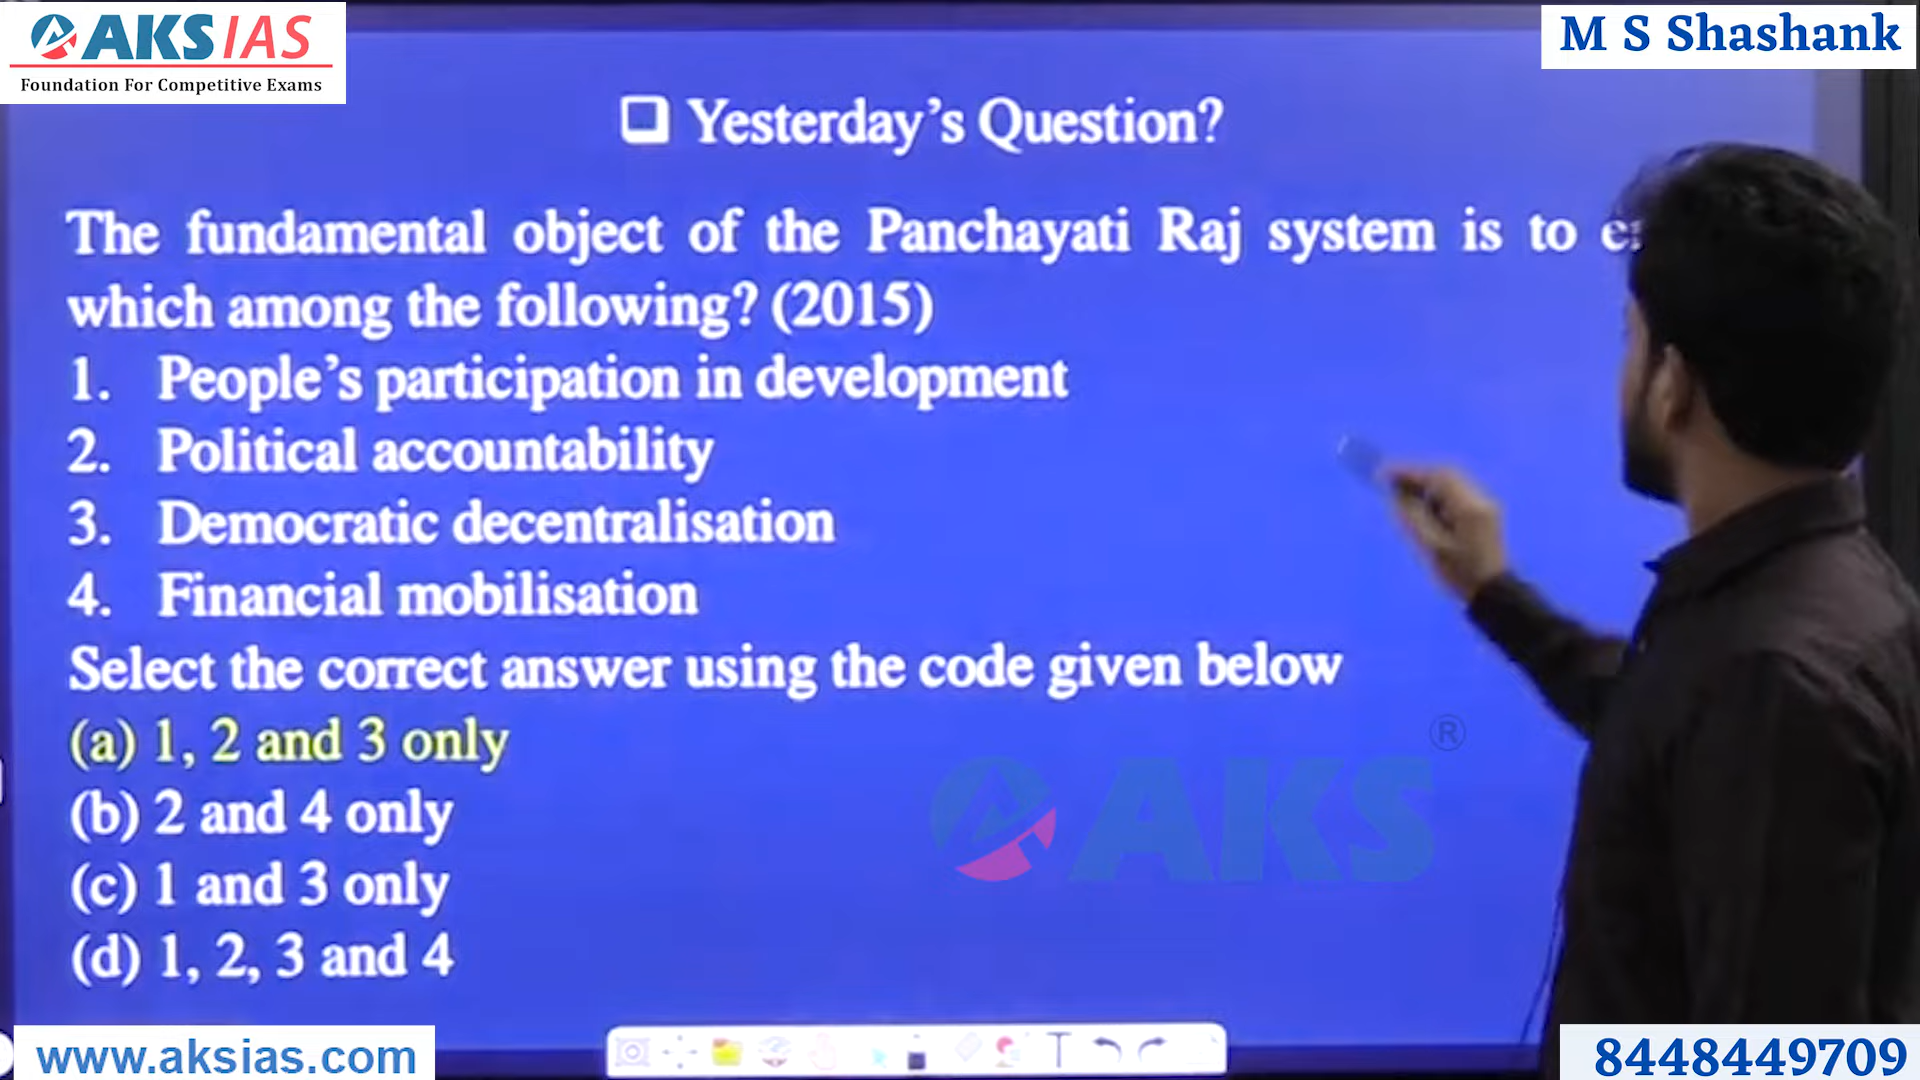 AKS IAS
Foundation For Competitive Exams
M S Shashank
❑ Yesterday's Question?
The fundamental object of the Panchayati Raj system is to
which among the following? (2015)
1. People's participation in development
2. Political accountability
3. Democratic decentralisation
4. Financial mobilisation
Select the correct answer using the code given below
(a) 1, 2 and 3 only
(b) 2 and 4 only
(c) 1 and 3 only
(d) 1, 2, 3 and 4
AKS ®
www.aksias.com
T
8448449709